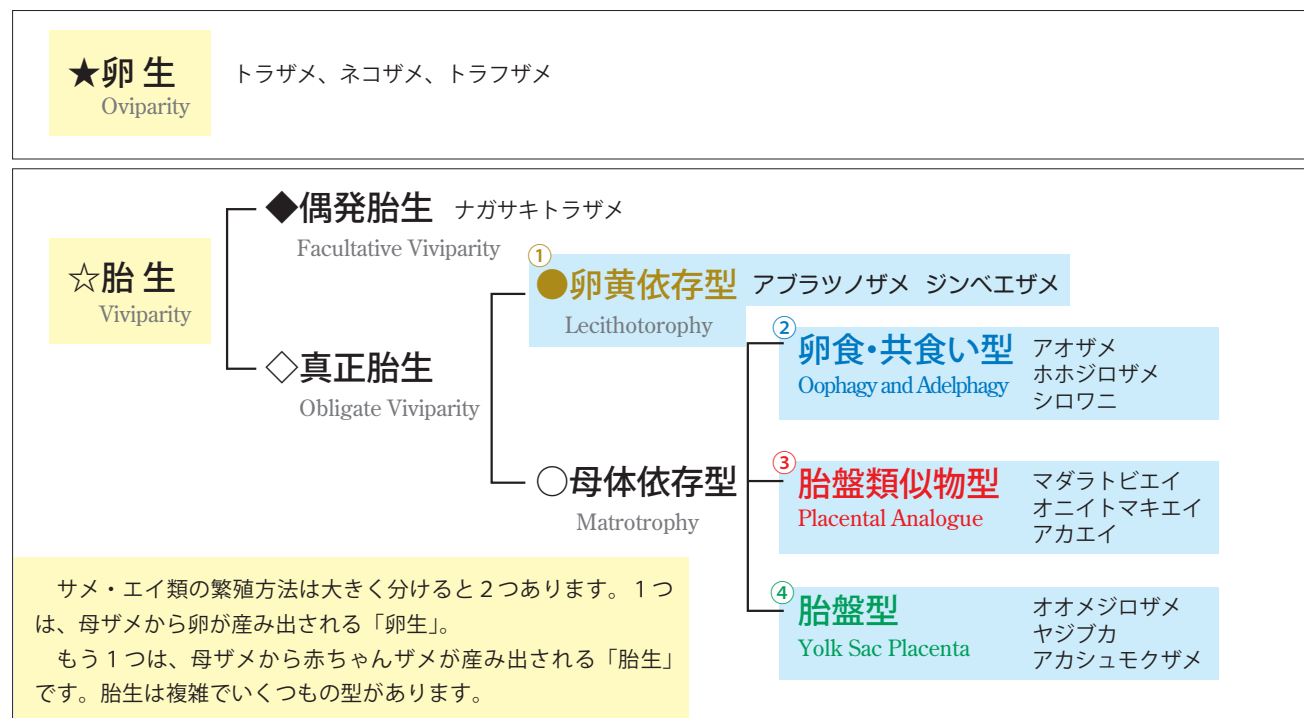 ★卵 生
Oviparity
トラザメ、ネコザメ、トラフザメ
☆胎 生
Viviparity
◆偶発胎生 ナガサキトラザメ
Facultative Viviparity
◇真正胎生
Obligate Viviparity
①
●卵黄依存型 アブラツノザメ ジンベエザメ
Lecithotorophy
○母体依存型
Matrotrophy
②
卵食・共食い型
Oophagy and Adelphagy
アオザメ
ホホジロザメ
シロワニ
③
胎盤類似物型
Placental Analogue
マダラトビエイ
オニイトマキエイ
アカエイ
④
胎盤型
Yolk Sac Placenta
オオメジロザメ
ヤジブカ
アカシュモクザメ
サメ・エイ類の繁殖方法は大きく分けると２つあります。１つ
は、母ザメから卵が産み出される「卵生」。
もう１つは、母ザメから赤ちゃんザメが産み出される「胎生」
です。胎生は複雑でいくつもの型があります。